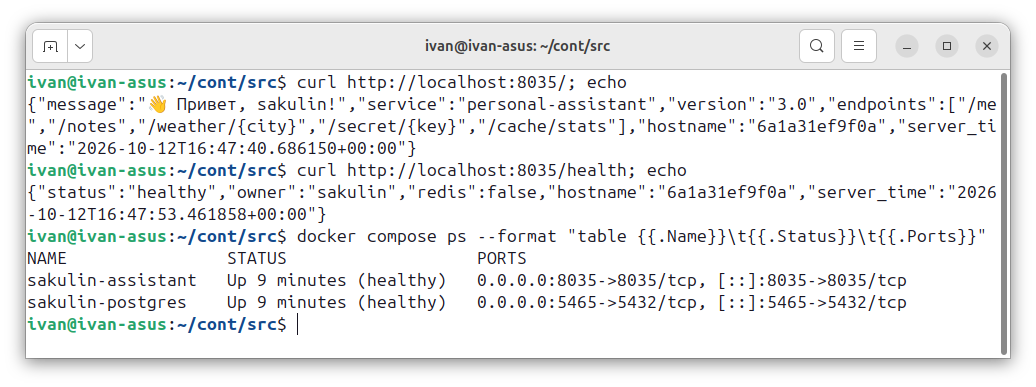 ivan@ivan-asus: ~/cont/src
ivan@ivan-asus:~/cont/src$ curl http://localhost:8035/; echo
{"message":"👋 Привет, sakulin!","service":"personal-assistant","version":"3.0","endpoints":["/me
","/notes","/weather/{city}","/secret/{key}","/cache/stats"],"hostname":"6a1a31ef9f0a","server_ti
me":"2026-10-12T16:47:40.686150+00:00"}
ivan@ivan-asus:~/cont/src$ curl http://localhost:8035/health; echo
{"status":"healthy","owner":"sakulin","redis":false,"hostname":"6a1a31ef9f0a","server_time":"2026
-10-12T16:47:53.461858+00:00"}
ivan@ivan-asus:~/cont/src$ docker compose ps --format "table {{.Name}}\t{{.Status}}\t{{.Ports}}"
NAME                STATUS                   PORTS
sakulin-assistant   Up 9 minutes (healthy)   0.0.0.0:8035->8035/tcp, [::]:8035->8035/tcp
sakulin-postgres    Up 9 minutes (healthy)   0.0.0.0:5465->5432/tcp, [::]:5465->5432/tcp
ivan@ivan-asus:~/cont/src$